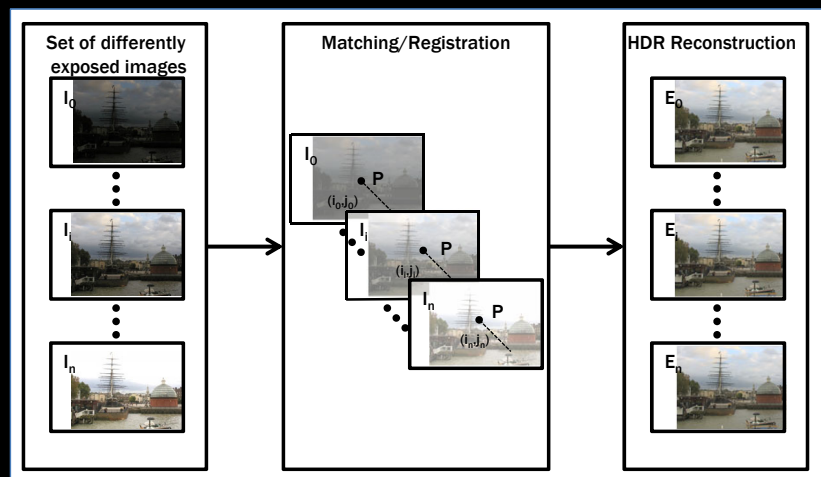 Set of differently
exposed images
I₀
Iᵢ
Iₙ
Matching/Registration
I₀
P
(i₀,j₀)
Iᵢ
P
(iᵢ,jᵢ)
Iₙ
P
(iₙ,jₙ)
HDR Reconstruction
E₀
Eᵢ
Eₙ